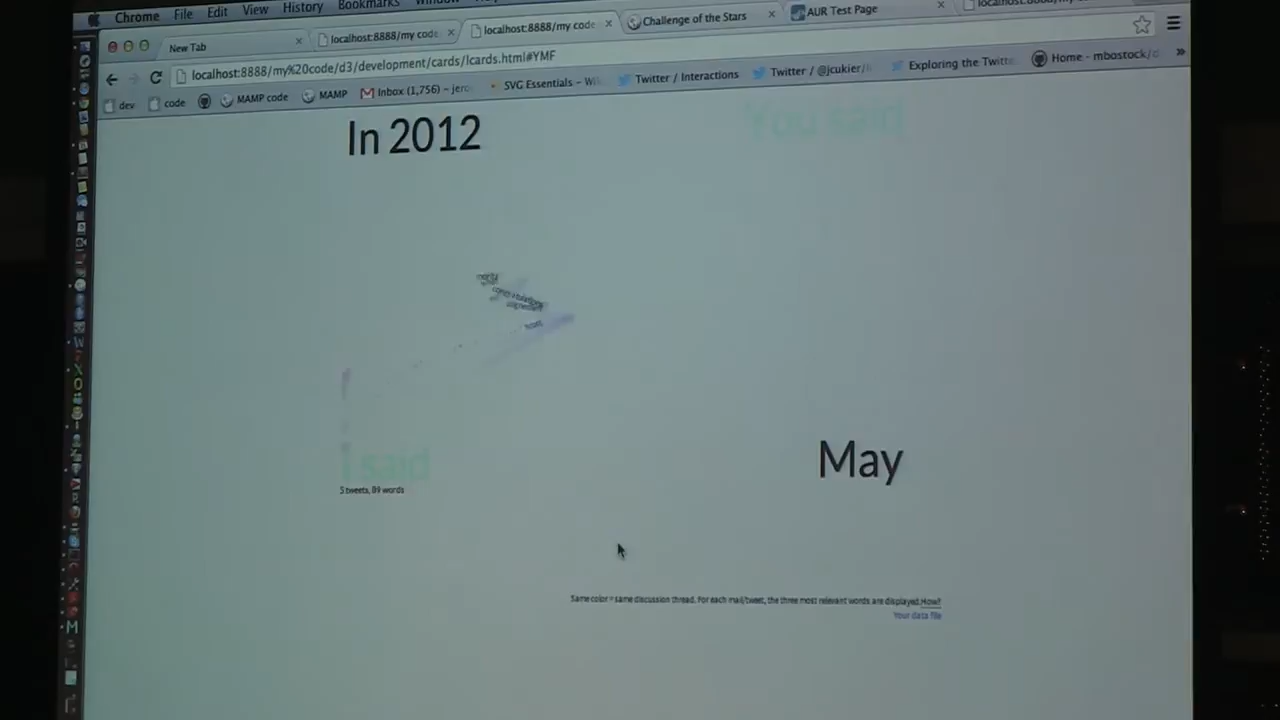 Chrome File Edit View History Bookmarks
New Tab
localhost:8888/my code
localhost:8888/my code
Challenge of the Stars
AUR Test Page
localhost:8888/my%20code/d3/development/cards/lcards.html#YMF
dev
code
MAMP code
MAMP
Inbox (1,756) – jero
SVG Essentials – Wi
Twitter / Interactions
Twitter / @jcukier/
Exploring the Twitte
Home - mbostock/d
»
In 2012
You said
I said
5 tweets, 89 words
May
Same color = same discussion thread. For each mail/tweet, the three most relevant words are displayed. How?
Your data file